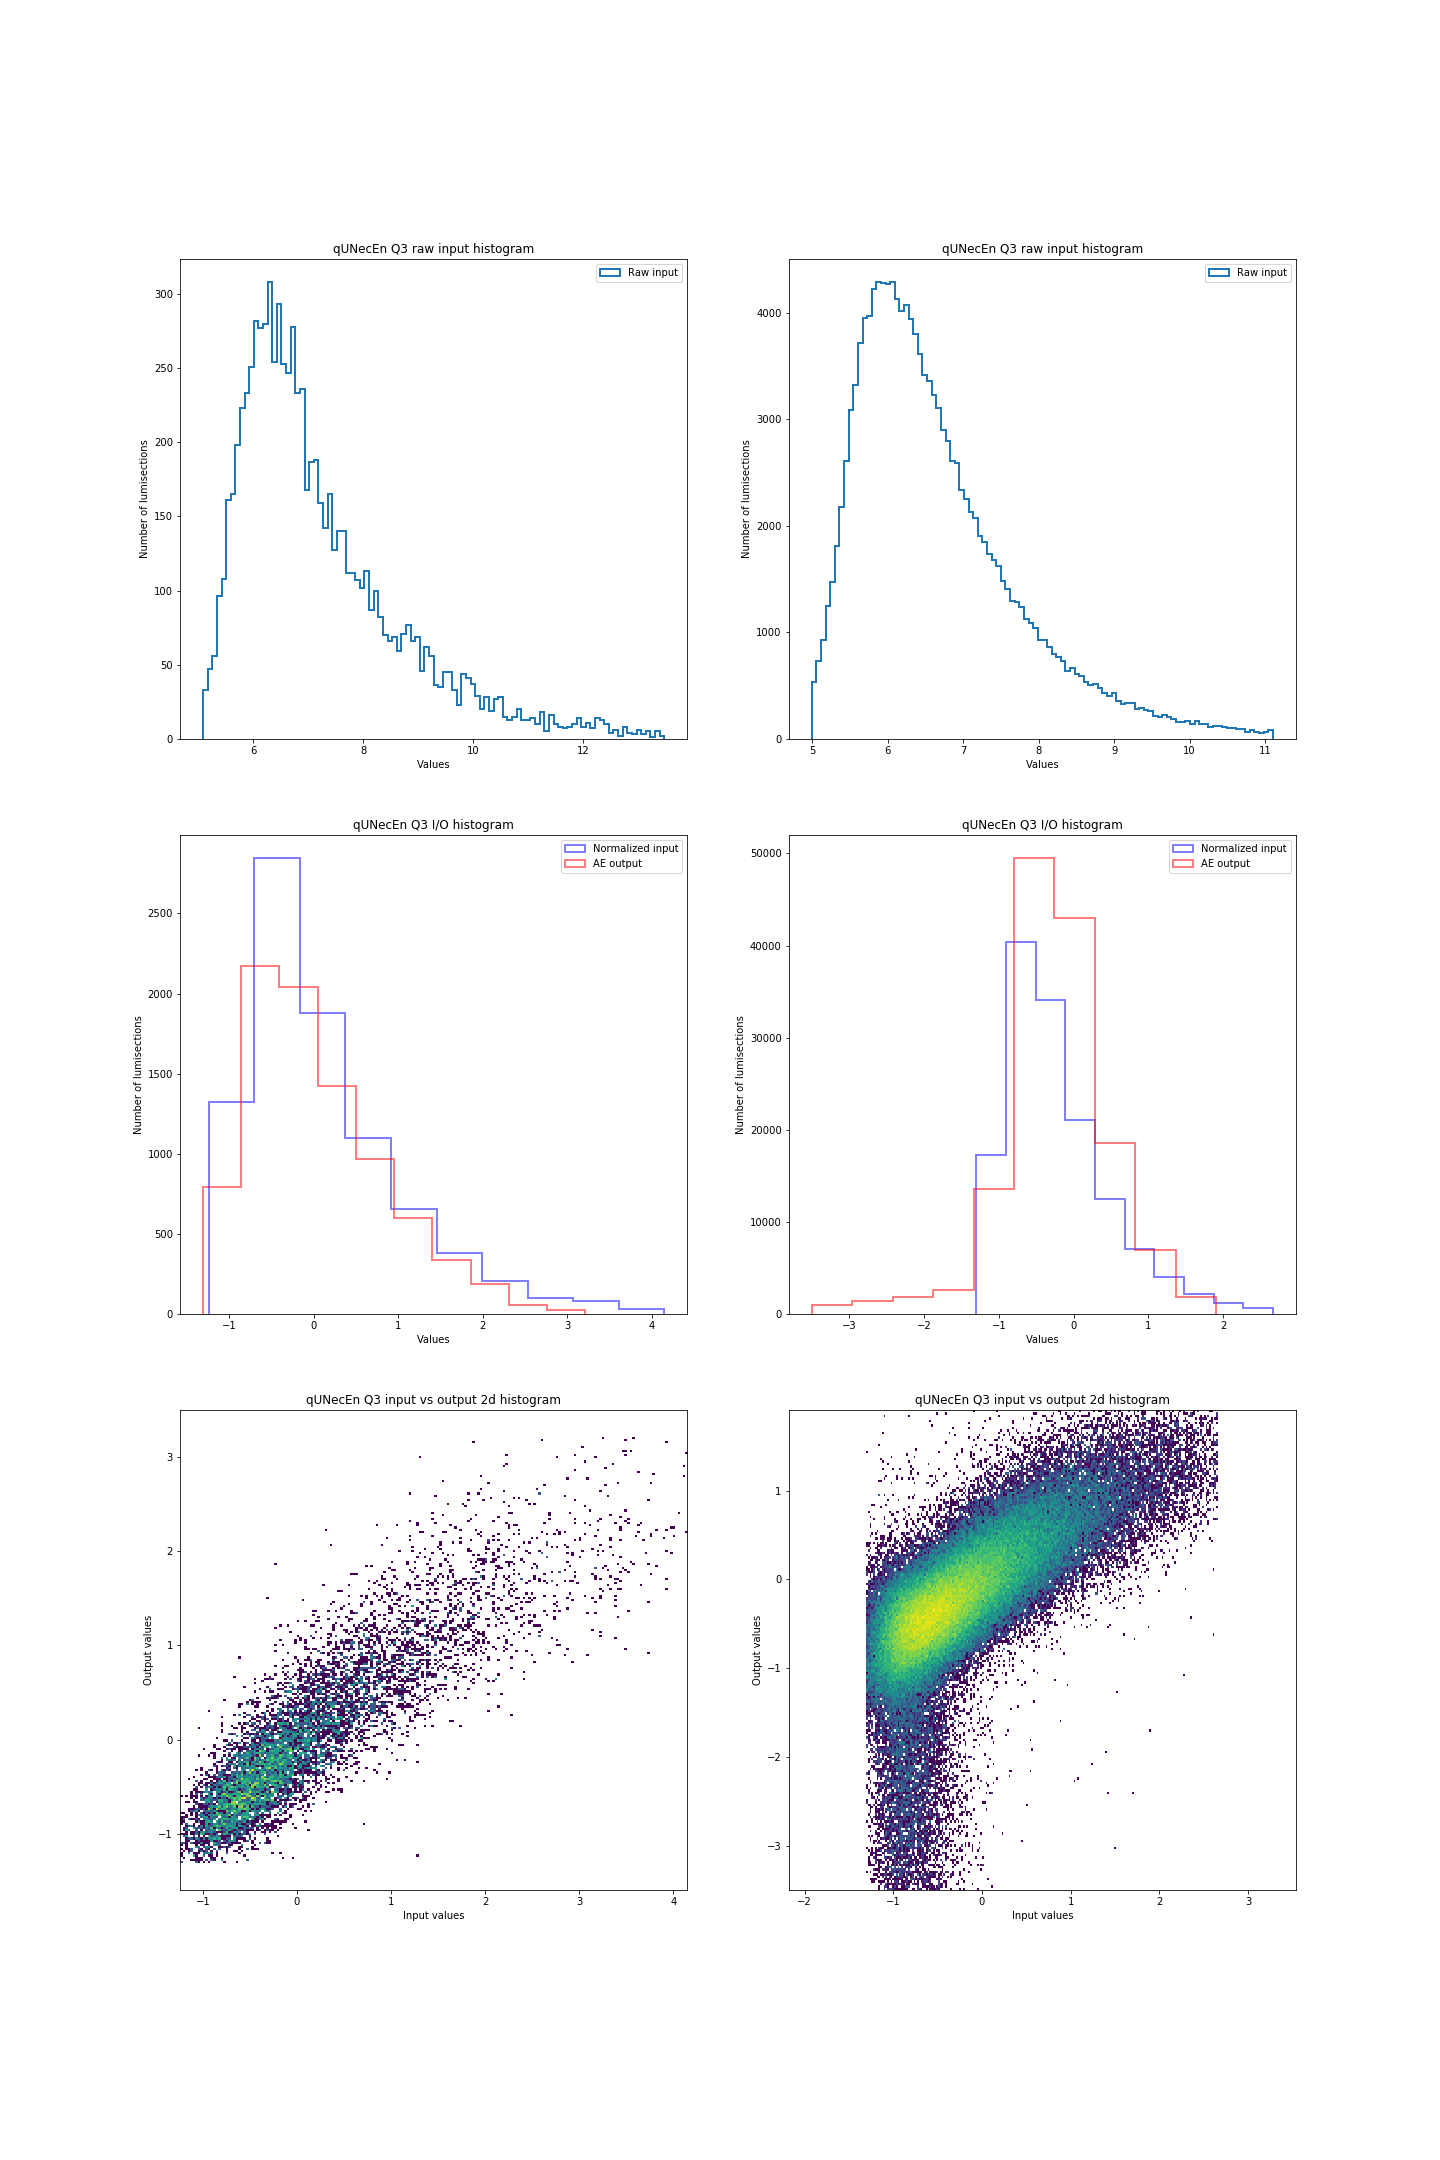 qUNecEn Q3 raw input histogram
Raw input
300
250
200
150
100
50
0
Number of lumisections
6 8 10 12
Values
qUNecEn Q3 raw input histogram
Raw input
4000
3000
2000
1000
0
Number of lumisections
5 6 7 8 9 10 11
Values
qUNecEn Q3 I/O histogram
Normalized input
AE output
2500
2000
1500
1000
500
0
Number of lumisections
−1 0 1 2 3 4
Values
qUNecEn Q3 I/O histogram
Normalized input
AE output
50000
40000
30000
20000
10000
0
Number of lumisections
−3 −2 −1 0 1 2
Values
qUNecEn Q3 input vs output 2d histogram
3
2
1
0
−1
Output values
−1 0 1 2 3 4
Input values
qUNecEn Q3 input vs output 2d histogram
1
0
−1
−2
−3
Output values
−2 −1 0 1 2 3
Input values